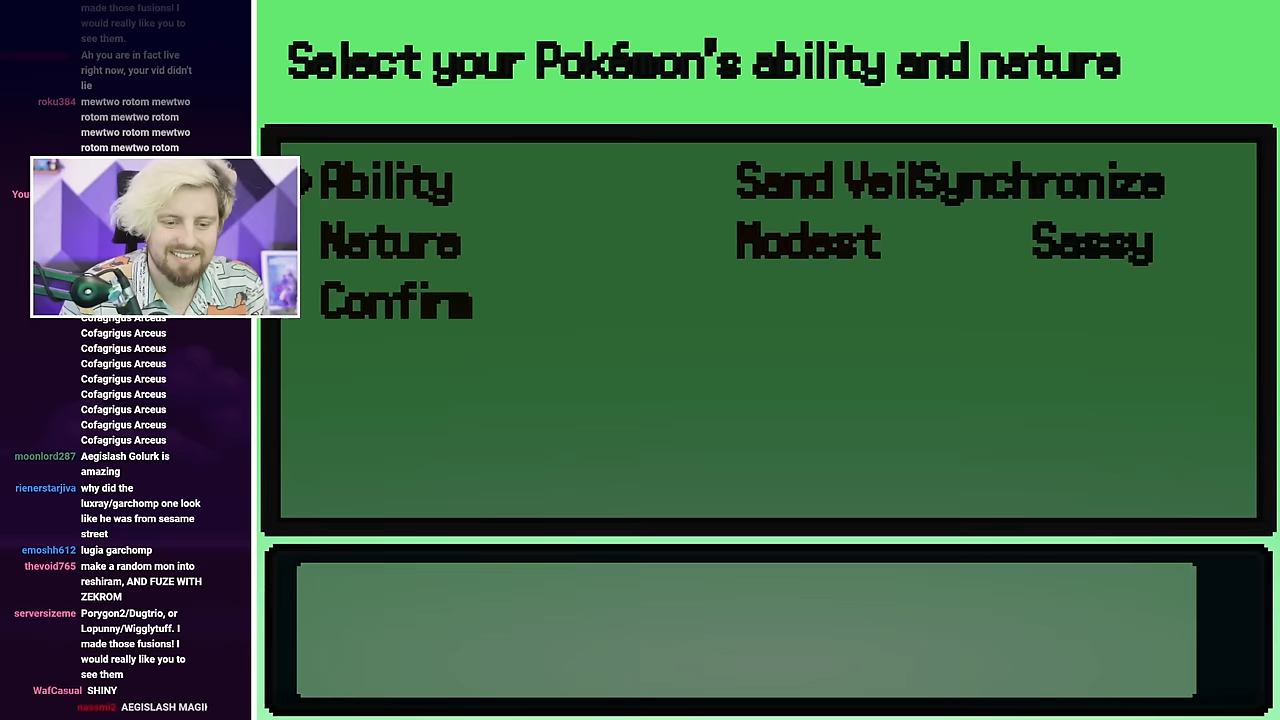 made those fusions! I
would really like you to
see them.
Ah you are in fact live
right now, your vid didn't
lie
roku384 mewtwo rotom mewtwo
rotom mewtwo rotom
mewtwo rotom mewtwo
rotom mewtwo rotom
You
Cofagrigus Arceus
Cofagrigus Arceus
Cofagrigus Arceus
Cofagrigus Arceus
Cofagrigus Arceus
Cofagrigus Arceus
Cofagrigus Arceus
Cofagrigus Arceus
Cofagrigus Arceus
moonlord287 Aegislash Golurk is
amazing
rienerstarjiva why did the
luxray/garchomp one look
like he was from sesame
street
emoshh612 lugia garchomp
thevoid765 make a random mon into
reshiram, AND FUZE WITH
ZEKROM
serversizeme Porygon2/Dugtrio, or
Lopunny/Wigglytuff. I
made those fusions! I
would really like you to
see them
WafCasual SHINY
nassmi2 AEGISLASH MAGI
Select your Pokémon's ability and nature
Ability Sand Veil Synchronize
Nature Modest Sassy
Confirm